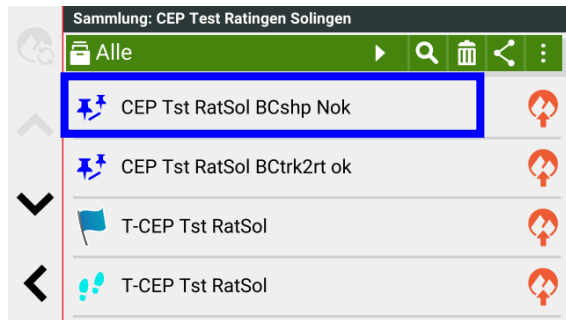 Sammlung: CEP Test Ratingen Solingen
Alle
CEP Tst RatSol BCshp Nok
CEP Tst RatSol BCtrk2rt ok
T-CEP Tst RatSol
T-CEP Tst RatSol